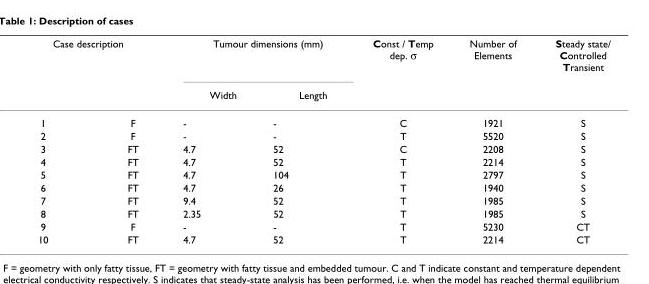 Table 1: Description of cases
Case description Tumour dimensions (mm) Const / Temp dep. σ Number of Elements Steady state/ Controlled Transient
Width Length
1 F - - C 1921 S
2 F - - T 5520 S
3 FT 4.7 52 C 2208 S
4 FT 4.7 52 T 2214 S
5 FT 4.7 104 T 2797 S
6 FT 4.7 26 T 1940 S
7 FT 9.4 52 T 1985 S
8 FT 2.35 52 T 1985 S
9 F - - T 5230 CT
10 FT 4.7 52 T 2214 CT
F = geometry with only fatty tissue, FT = geometry with fatty tissue and embedded tumour. C and T indicate constant and temperature dependent
electrical conductivity respectively. S indicates that steady-state analysis has been performed, i.e. when the model has reached thermal equilibrium